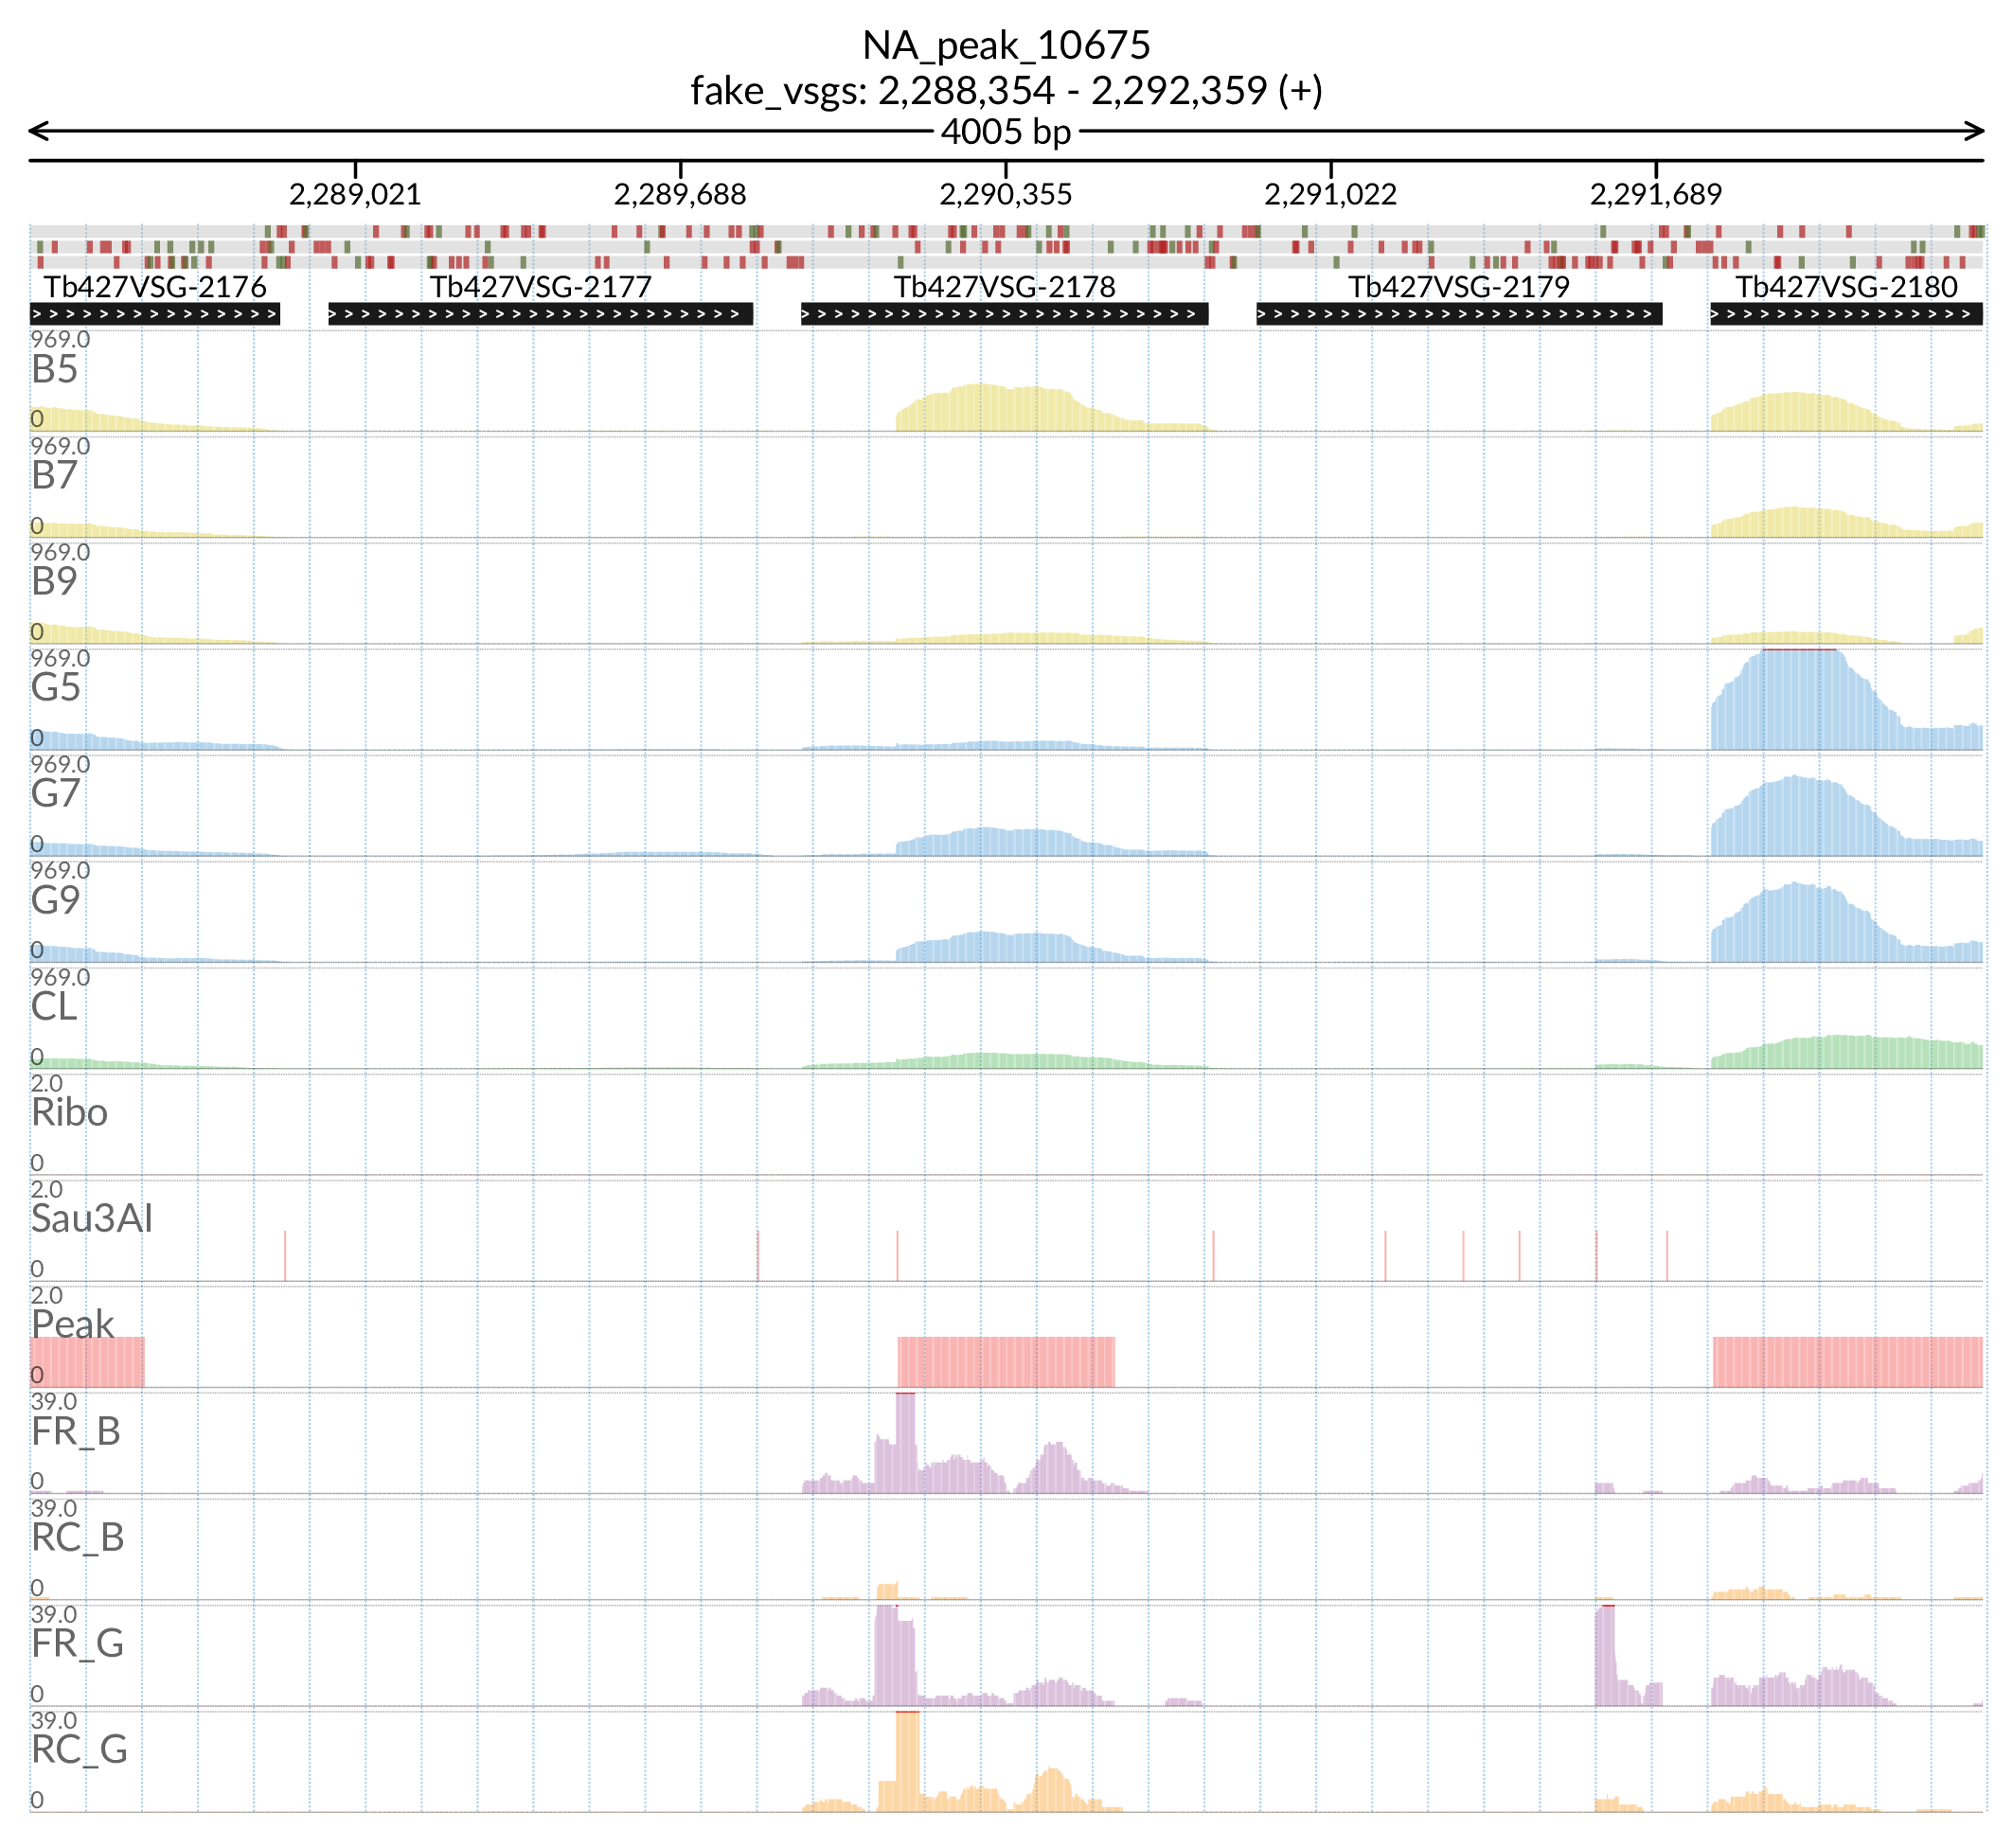 NA_peak_10675
fake_vsgs: 2,288,354 - 2,292,359 (+)
4005 bp
2,289,021 2,289,688 2,290,355 2,291,022 2,291,689
Tb427VSG-2176 Tb427VSG-2177 Tb427VSG-2178 Tb427VSG-2179 Tb427VSG-2180
969.0
B5
0
969.0
B7
0
969.0
B9
0
969.0
G5
0
969.0
G7
0
969.0
G9
0
969.0
CL
0
2.0
Ribo
0
2.0
Sau3AI
0
2.0
Peak
0
39.0
FR_B
0
39.0
RC_B
0
39.0
FR_G
0
39.0
RC_G
0